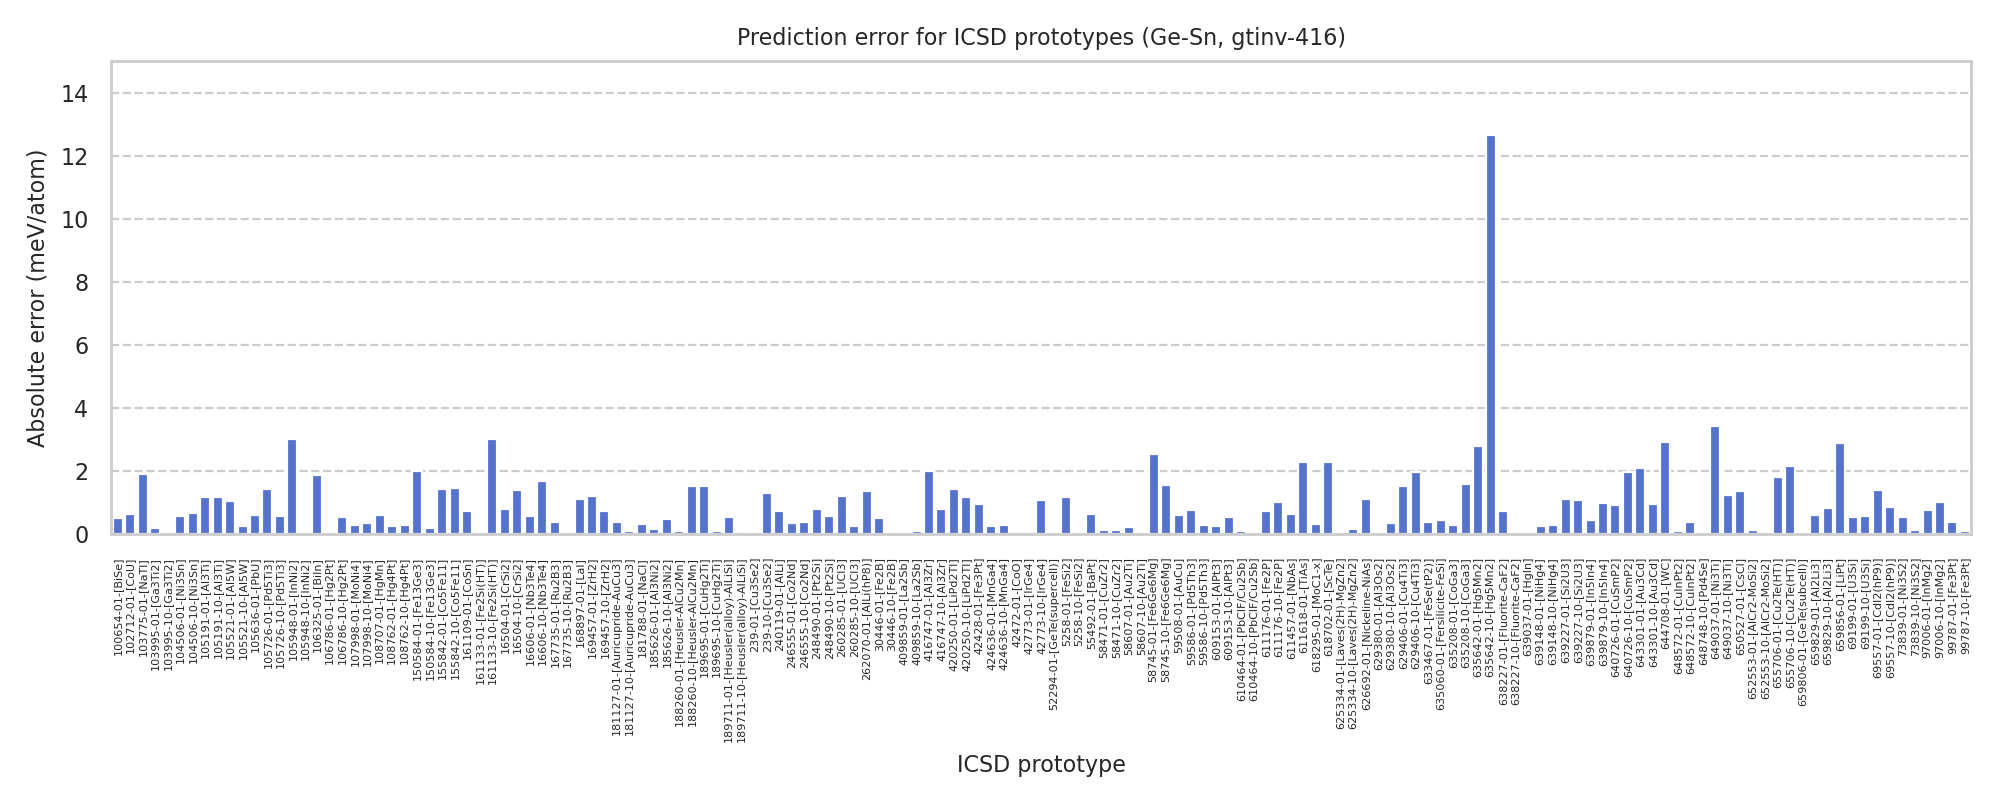 Prediction error for ICSD prototypes (Ge-Sn, gtinv-416)
Absolute error (meV/atom)
14
12
10
8
6
4
2
0
100654-01-[BiSe]
102712-01-[CoU]
103775-01-[NaTl]
103995-01-[Ga3Ti2]
103995-10-[Ga3Ti2]
104506-01-[Ni3Sn]
104506-10-[Ni3Sn]
105191-01-[Al3Ti]
105191-10-[Al3Ti]
105521-01-[Al5W]
105521-10-[Al5W]
105636-01-[PbU]
105726-01-[Pd5Ti3]
105726-10-[Pd5Ti3]
105948-01-[InNi2]
105948-10-[InNi2]
106325-01-[BiIn]
106786-01-[Hg2Pt]
106786-10-[Hg2Pt]
107998-01-[MoNi4]
107998-10-[MoNi4]
108707-01-[HgMn]
108762-01-[Hg4Pt]
108762-10-[Hg4Pt]
150584-01-[Fe13Ge3]
150584-10-[Fe13Ge3]
155842-01-[Co5Fe11]
155842-10-[Co5Fe11]
161109-01-[CoSn]
161133-01-[Fe2Si(HT)]
161133-10-[Fe2Si(HT)]
16504-01-[CrSi2]
16504-10-[CrSi2]
166006-01-[Nb3Te4]
166006-10-[Nb3Te4]
167735-01-[Ru2B3]
167735-10-[Ru2B3]
168897-01-[LaI]
169457-01-[ZrH2]
169457-10-[ZrH2]
181127-01-[Auricupride-AuCu3]
181127-10-[Auricupride-AuCu3]
181788-01-[NaCl]
185626-01-[Al3Ni2]
185626-10-[Al3Ni2]
188260-01-[Heusler-AlCu2Mn]
188260-10-[Heusler-AlCu2Mn]
189695-01-[CuHg2Ti]
189695-10-[CuHg2Ti]
189711-01-[Heusler(alloy)-AlLiSi]
189711-10-[Heusler(alloy)-AlLiSi]
239-01-[Cu3Se2]
239-10-[Cu3Se2]
240119-01-[AlLi]
246555-01-[Co2Nd]
246555-10-[Co2Nd]
248490-01-[Pt2Si]
248490-10-[Pt2Si]
260285-01-[UCl3]
260285-10-[UCl3]
262070-01-[AlLi(hP8)]
30446-01-[Fe2B]
30446-10-[Fe2B]
409859-01-[La2Sb]
409859-10-[La2Sb]
416747-01-[Al3Zr]
416747-10-[Al3Zr]
420250-01-[LiPd2Tl]
420250-10-[LiPd2Tl]
42428-01-[Fe3Pt]
424636-01-[MnGa4]
424636-10-[MnGa4]
42472-01-[CoO]
42773-01-[IrGe4]
42773-10-[IrGe4]
52294-01-[GeTe(supercell)]
5258-01-[FeSi2]
5258-10-[FeSi2]
55492-01-[BaPt]
58471-01-[CuZr2]
58471-10-[CuZr2]
58607-01-[Au2Ti]
58607-10-[Au2Ti]
58745-01-[Fe6Ge6Mg]
58745-10-[Fe6Ge6Mg]
59508-01-[AuCu]
59586-01-[Pd5Th3]
59586-10-[Pd5Th3]
609153-01-[AlPt3]
609153-10-[AlPt3]
610464-01-[PbClF/Cu2Sb]
610464-10-[PbClF/Cu2Sb]
61176-01-[Fe2P]
61176-10-[Fe2P]
611457-01-[NbAs]
611618-01-[TiAs]
618295-01-[MoC1-x]
618702-01-[ScTe]
625334-01-[Laves(2H)-MgZn2]
625334-10-[Laves(2H)-MgZn2]
626692-01-[Nickeline-NiAs]
629380-01-[Al3Os2]
629380-10-[Al3Os2]
629406-01-[Cu4Ti3]
629406-10-[Cu4Ti3]
633467-01-[FeSe(tP2)]
635060-01-[Fersilicite-FeSi]
635208-01-[CoGa3]
635208-10-[CoGa3]
635642-01-[Hg5Mn2]
635642-10-[Hg5Mn2]
638227-01-[Fluorite-CaF2]
638227-10-[Fluorite-CaF2]
639037-01-[HgIn]
639148-01-[NiHg4]
639148-10-[NiHg4]
639227-01-[Si2U3]
639227-10-[Si2U3]
639879-01-[In5In4]
639879-10-[In5In4]
640726-01-[CuSmP2]
640726-10-[CuSmP2]
643301-01-[Au3Cd]
643301-10-[Au3Cd]
644708-01-[WC]
648572-01-[CuInPt2]
648572-10-[CuInPt2]
648748-10-[Pd4Se]
649037-01-[Ni3Ti]
649037-10-[Ni3Ti]
650527-01-[CsCl]
652553-01-[AlCr2-MoSi2]
652553-10-[AlCr2-MoSi2]
655706-01-[Cu2Te(HT)]
655706-10-[Cu2Te(HT)]
659806-01-[GeTe(subcell)]
659829-01-[Al2Li3]
659829-10-[Al2Li3]
659856-01-[LiPt]
69199-01-[U3Si]
69199-10-[U3Si]
69557-01-[CdI2(hP9)]
69557-10-[CdI2(hP9)]
73839-01-[Ni3S2]
73839-10-[Ni3S2]
97006-01-[InMg2]
97006-10-[InMg2]
99787-01-[Fe3Pt]
99787-10-[Fe3Pt]
ICSD prototype